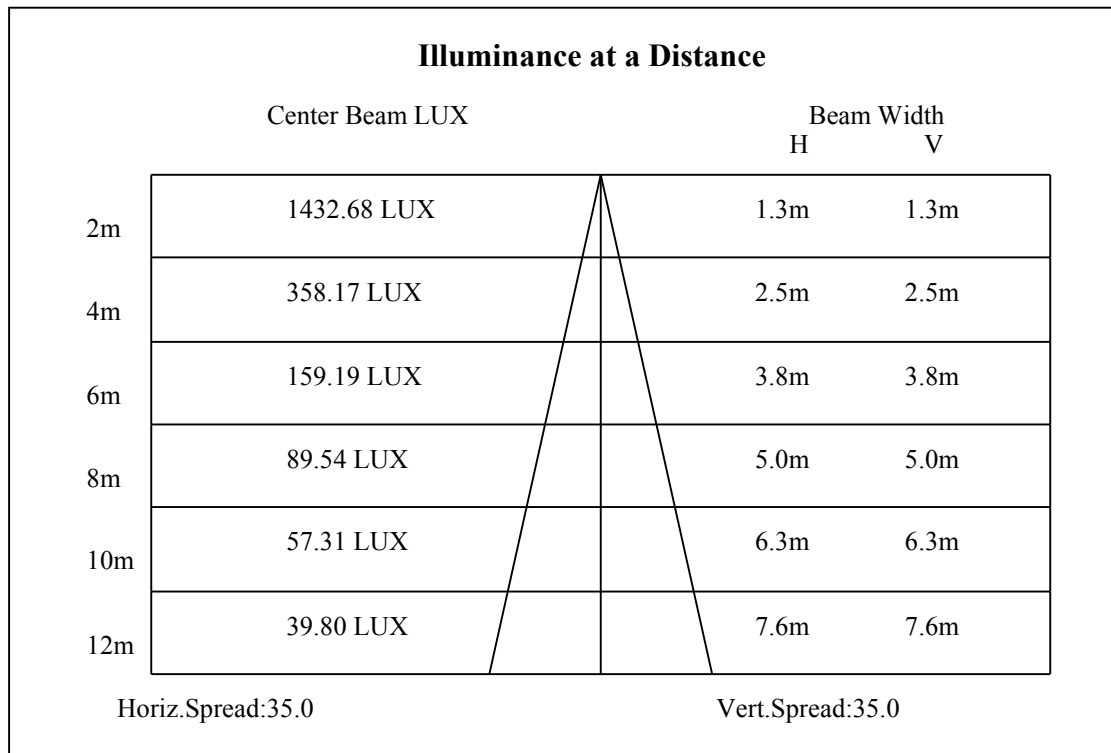 Illuminance at a Distance
Center Beam LUX Beam Width
H V
2m 1432.68 LUX 1.3m 1.3m
4m 358.17 LUX 2.5m 2.5m
6m 159.19 LUX 3.8m 3.8m
8m 89.54 LUX 5.0m 5.0m
10m 57.31 LUX 6.3m 6.3m
12m 39.80 LUX 7.6m 7.6m
Horiz.Spread:35.0 Vert.Spread:35.0